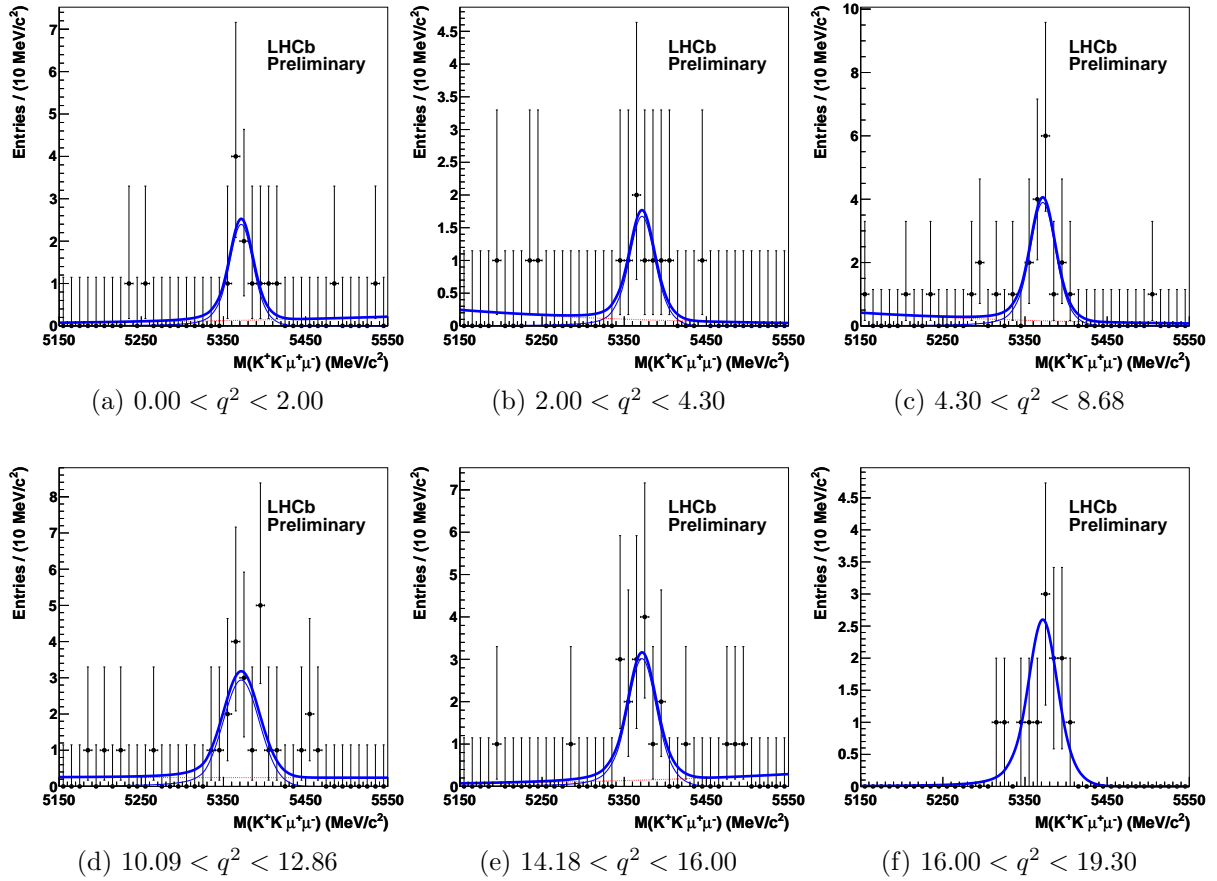 Entries / (10 MeV/c²)
7
6
5
4
3
2
1
0
LHCb
Preliminary
5150 5250 5350 5450 5550
M(K⁺K⁻μ⁺μ⁻) (MeV/c²)
(a) 0.00 < q² < 2.00
Entries / (10 MeV/c²)
4.5
4
3.5
3
2.5
2
1.5
1
0.5
0
LHCb
Preliminary
5150 5250 5350 5450 5550
M(K⁺K⁻μ⁺μ⁻) (MeV/c²)
(b) 2.00 < q² < 4.30
Entries / (10 MeV/c²)
10
8
6
4
2
0
LHCb
Preliminary
5150 5250 5350 5450 5550
M(K⁺K⁻μ⁺μ⁻) (MeV/c²)
(c) 4.30 < q² < 8.68
Entries / (10 MeV/c²)
8
7
6
5
4
3
2
1
0
LHCb
Preliminary
5150 5250 5350 5450 5550
M(K⁺K⁻μ⁺μ⁻) (MeV/c²)
(d) 10.09 < q² < 12.86
Entries / (10 MeV/c²)
7
6
5
4
3
2
1
0
LHCb
Preliminary
5150 5250 5350 5450 5550
M(K⁺K⁻μ⁺μ⁻) (MeV/c²)
(e) 14.18 < q² < 16.00
Entries / (10 MeV/c²)
4.5
4
3.5
3
2.5
2
1.5
1
0.5
0
LHCb
Preliminary
5150 5250 5350 5450 5550
M(K⁺K⁻μ⁺μ⁻) (MeV/c²)
(f) 16.00 < q² < 19.30